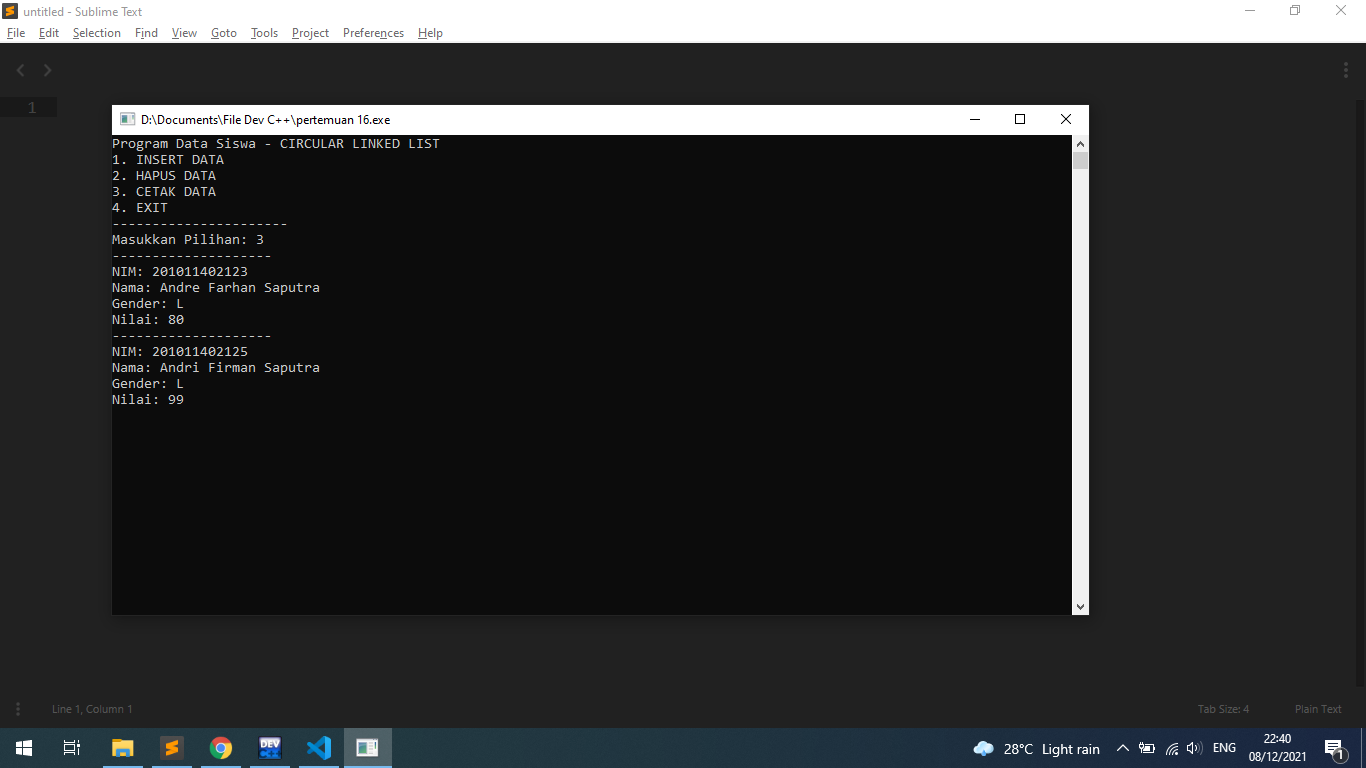 untitled - Sublime Text
File Edit Selection Find View Goto Tools Project Preferences Help
1
D:\Documents\File Dev C++\pertemuan 16.exe
Program Data Siswa - CIRCULAR LINKED LIST
1. INSERT DATA
2. HAPUS DATA
3. CETAK DATA
4. EXIT
----------------------
Masukkan Pilihan: 3
--------------------
NIM: 201011402123
Nama: Andre Farhan Saputra
Gender: L
Nilai: 80
--------------------
NIM: 201011402125
Nama: Andri Firman Saputra
Gender: L
Nilai: 99
Line 1, Column 1 Tab Size: 4 Plain Text
DEV 28°C Light rain ENG 22:40
08/12/2021 1